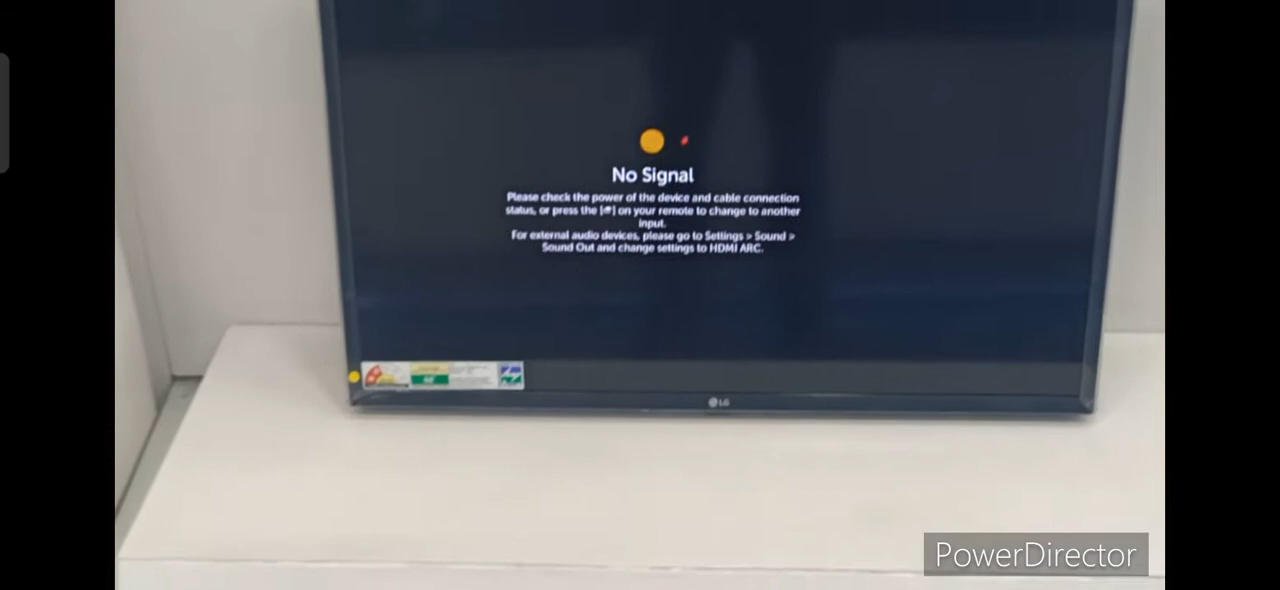 No Signal
Please check the power of the device and cable connection
status, or press the [ ] on your remote to change to another
input.
For external audio devices, please go to Settings > Sound >
Sound Out and change settings to HDMI ARC.
LG
PowerDirector